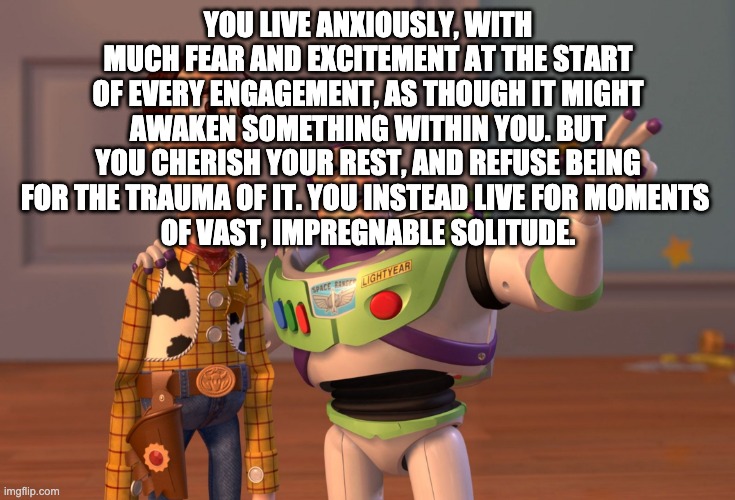 YOU LIVE ANXIOUSLY, WITH
MUCH FEAR AND EXCITEMENT AT THE START
OF EVERY ENGAGEMENT, AS THOUGH IT MIGHT
AWAKEN SOMETHING WITHIN YOU. BUT
YOU CHERISH YOUR REST, AND REFUSE BEING
FOR THE TRAUMA OF IT. YOU INSTEAD LIVE FOR MOMENTS
OF VAST, IMPREGNABLE SOLITUDE.
SPACE RANGER
LIGHTYEAR
imgflip.com